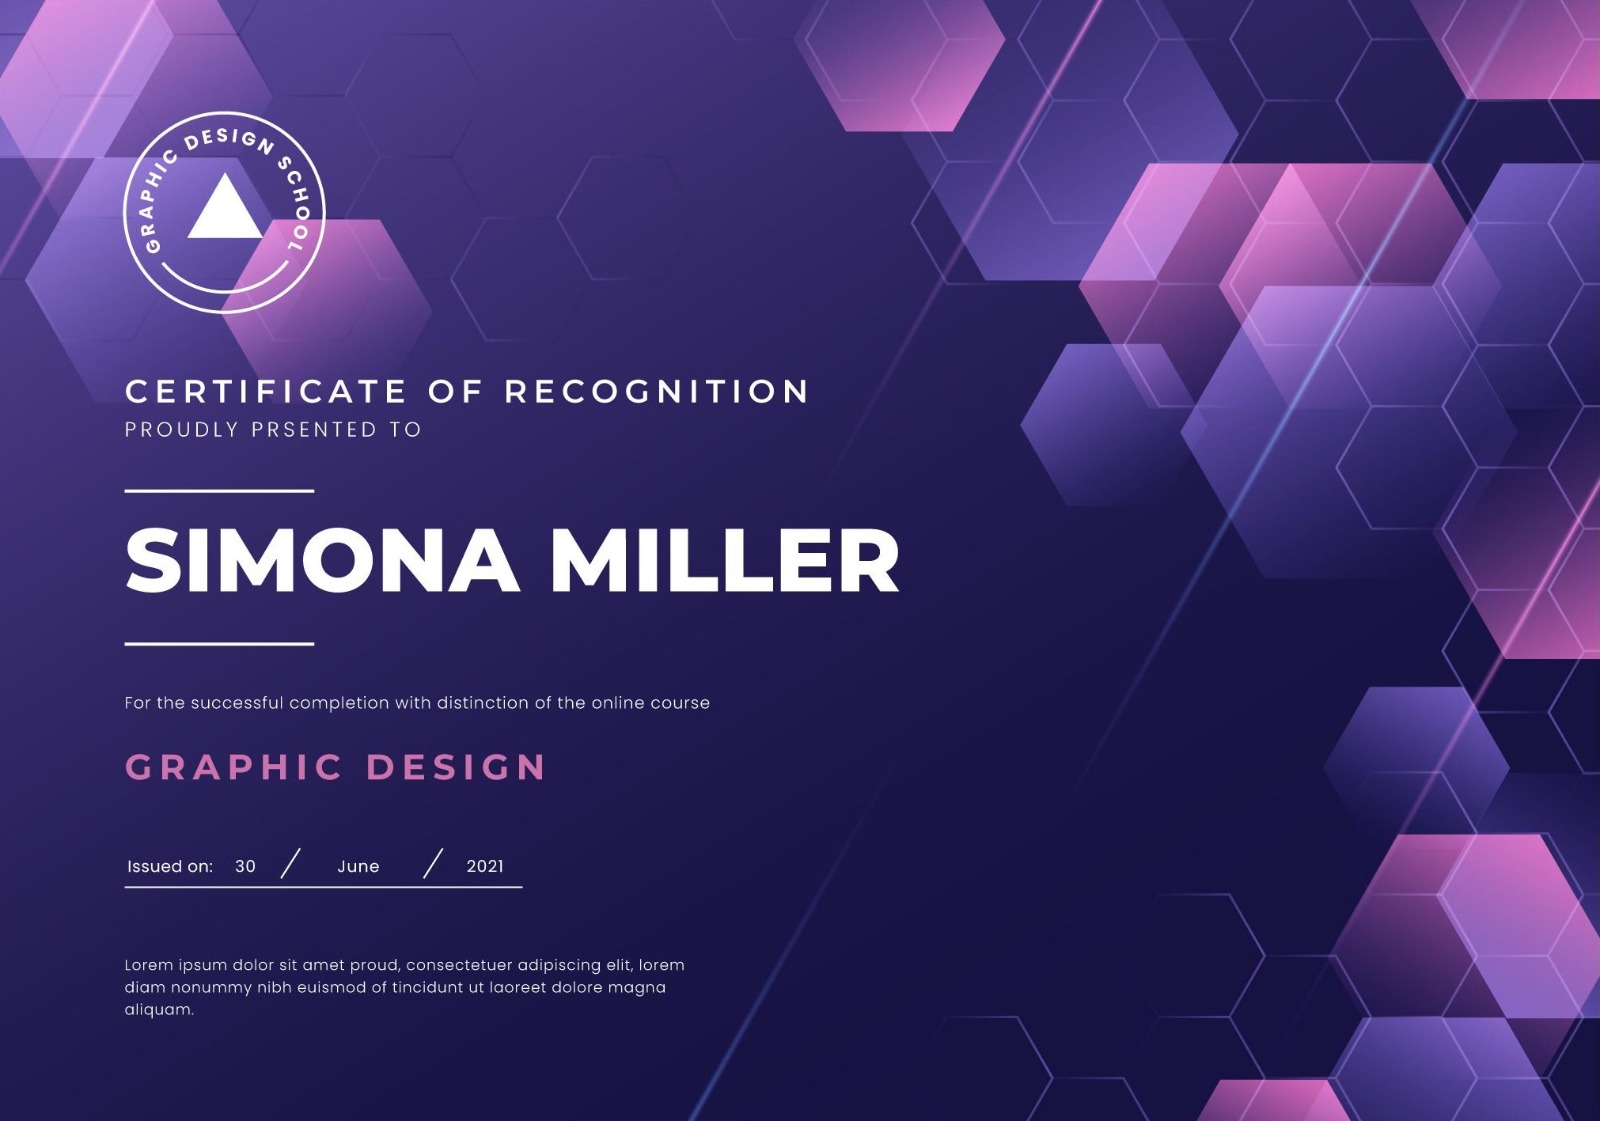 GRAPHIC DESIGN SCHOOL
CERTIFICATE OF RECOGNITION
PROUDLY PRSENTED TO
SIMONA MILLER
For the successful completion with distinction of the online course
GRAPHIC DESIGN
Issued on: 30 / June / 2021
Lorem ipsum dolor sit amet proud, consectetuer adipiscing elit, lorem
diam nonummy nibh euismod of tincidunt ut laoreet dolore magna
aliquam.